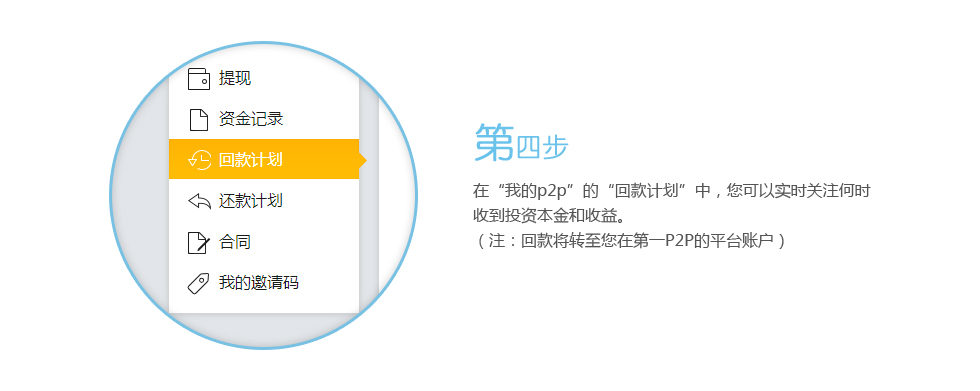 提现
资金记录
回款计划
还款计划
合同
我的邀请码
第四步
在“我的p2p”的“回款计划”中，您可以实时关注何时
收到投资本金和收益。
（注：回款将转至您在第一P2P的平台账户）